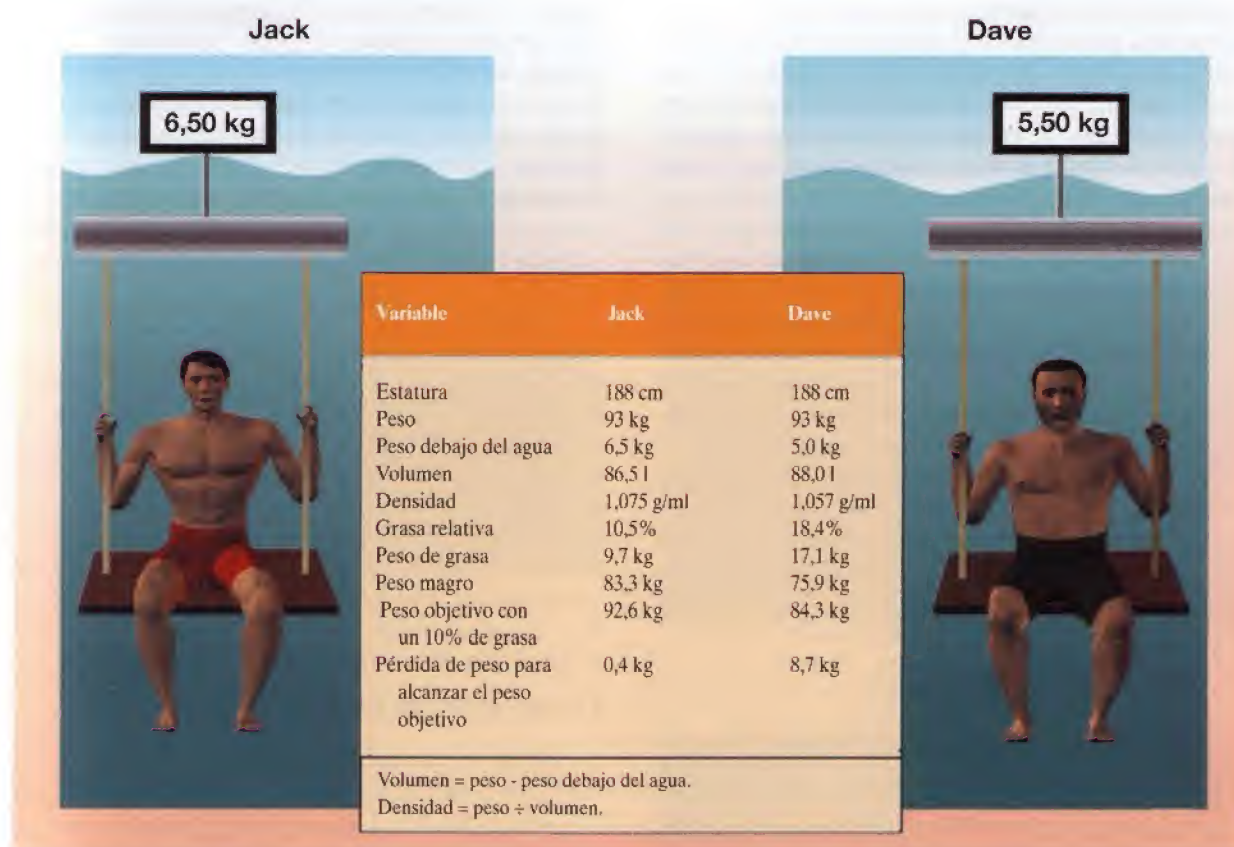 Jack
Dave
6,50 kg
5,50 kg
Variable Jack Dave
Estatura 188 cm 188 cm
Peso 93 kg 93 kg
Peso debajo del agua 6,5 kg 5,0 kg
Volumen 86,5 l 88,0 l
Densidad 1,075 g/ml 1,057 g/ml
Grasa relativa 10,5% 18,4%
Peso de grasa 9,7 kg 17,1 kg
Peso magro 83,3 kg 75,9 kg
Peso objetivo con 92,6 kg 84,3 kg
un 10% de grasa
Pérdida de peso para 0,4 kg 8,7 kg
alcanzar el peso
objetivo
Volumen = peso - peso debajo del agua.
Densidad = peso ÷ volumen.